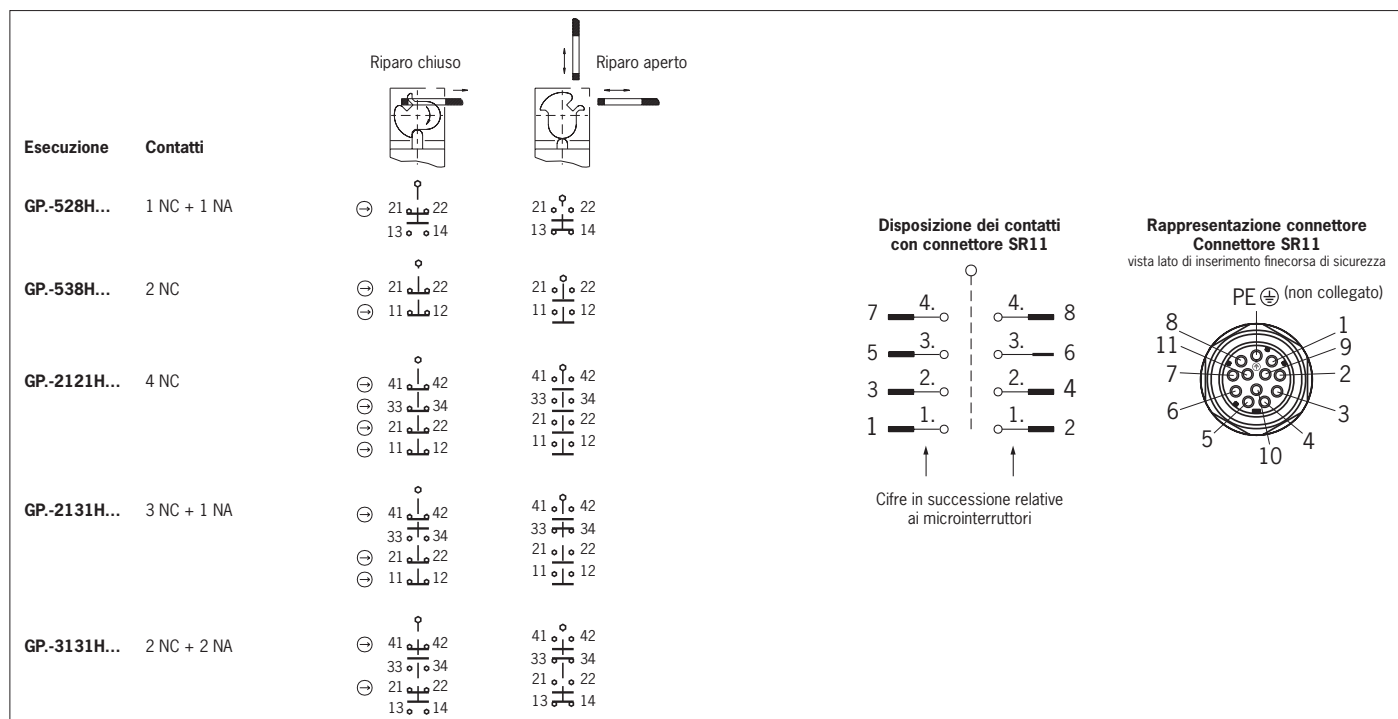 Riparo chiuso
Riparo aperto
Esecuzione Contatti
GP.-528H... 1 NC + 1 NA
21 22
13 14
21 22
13 14
GP.-538H... 2 NC
21 22
11 12
21 22
11 12
GP.-2121H... 4 NC
41 42
33 34
21 22
11 12
41 42
33 34
21 22
11 12
GP.-2131H... 3 NC + 1 NA
41 42
33 34
21 22
11 12
41 42
33 34
21 22
11 12
GP.-3131H... 2 NC + 2 NA
41 42
33 34
21 22
13 14
41 42
33 34
21 22
13 14
Disposizione dei contatti
con connettore SR11
7 4. 4. 8
5 3. 3. 6
3 2. 2. 4
1 1. 1. 2
Cifre in successione relative
ai microinterruttori
Rappresentazione connettore
Connettore SR11
vista lato di inserimento finecorsa di sicurezza
PE (non collegato)
8 1
11 9
7 2
6 3
5 4
10